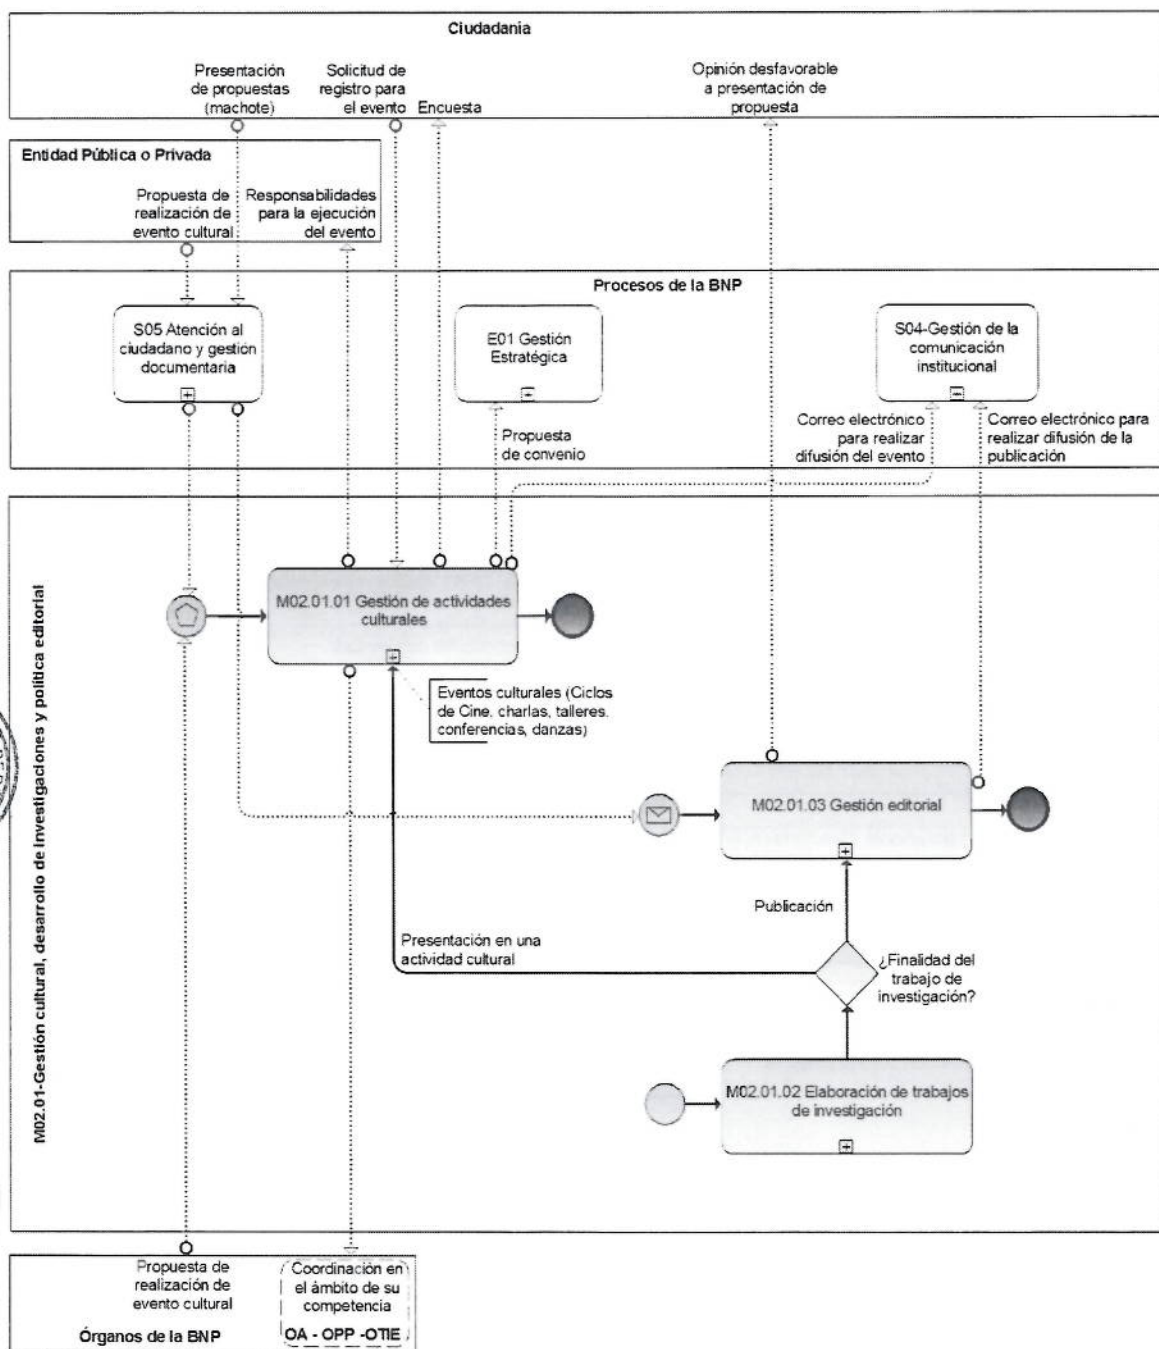 Ciudadania
Presentación
de propuestas
(machote)
Solicitud de
registro para
el evento
Encuesta
Opinión desfavorable
a presentación de
propuesta
Entidad Pública o Privada
Propuesta de
realización de
evento cultural
Responsabilidades
para la ejecución
del evento
Procesos de la BNP
S05 Atención al
ciudadano y gestión
documentaria
E01 Gestión
Estratégica
S04-Gestión de la
comunicación
institucional
Propuesta
de convenio
Correo electrónico
para realizar
difusión del evento
Correo electrónico para
realizar difusión de la
publicación
M02.01-Gestión cultural, desarrollo de investigaciones y política editorial
M02.01.01 Gestión de actividades
culturales
Eventos culturales (Ciclos
de Cine, charlas, talleres.
conferencias, danzas)
M02.01.03 Gestión editorial
Publicación
Presentación en una
actividad cultural
¿Finalidad del
trabajo de
investigación?
M02.01.02 Elaboración de trabajos
de investigación
Propuesta de
realización de
evento cultural
Coordinación en
el ámbito de su
competencia
OA - OPP -OTIE
Órganos de la BNP